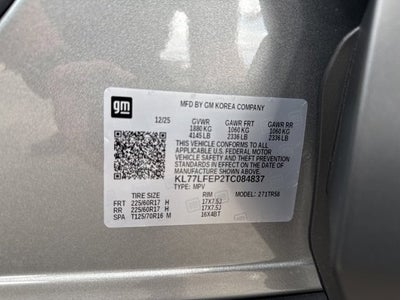 gm
MFD BY GM KOREA COMPANY
12/25 GVWR GAWR FRT GAWR RR
1880 KG 1060 KG 1060 KG
4145 LB 2336 LB 2336 LB
THIS VEHICLE CONFORMS TO ALL
APPLICABLE U.S. FEDERAL MOTOR
VEHICLE SAFETY AND THEFT
PREVENTION STANDARDS IN EFFECT
ON THE DATE OF MANUFACTURE
SHOWN ABOVE.
KL77LFEP2TC084837
TYPE: MPV MODEL: 271TR58
TIRE SIZE RIM
FRT 225/60R17 H 17X7.5J
RR 225/60R17 H 17X7.5J
SPA T125/70R16 M 16X4BT